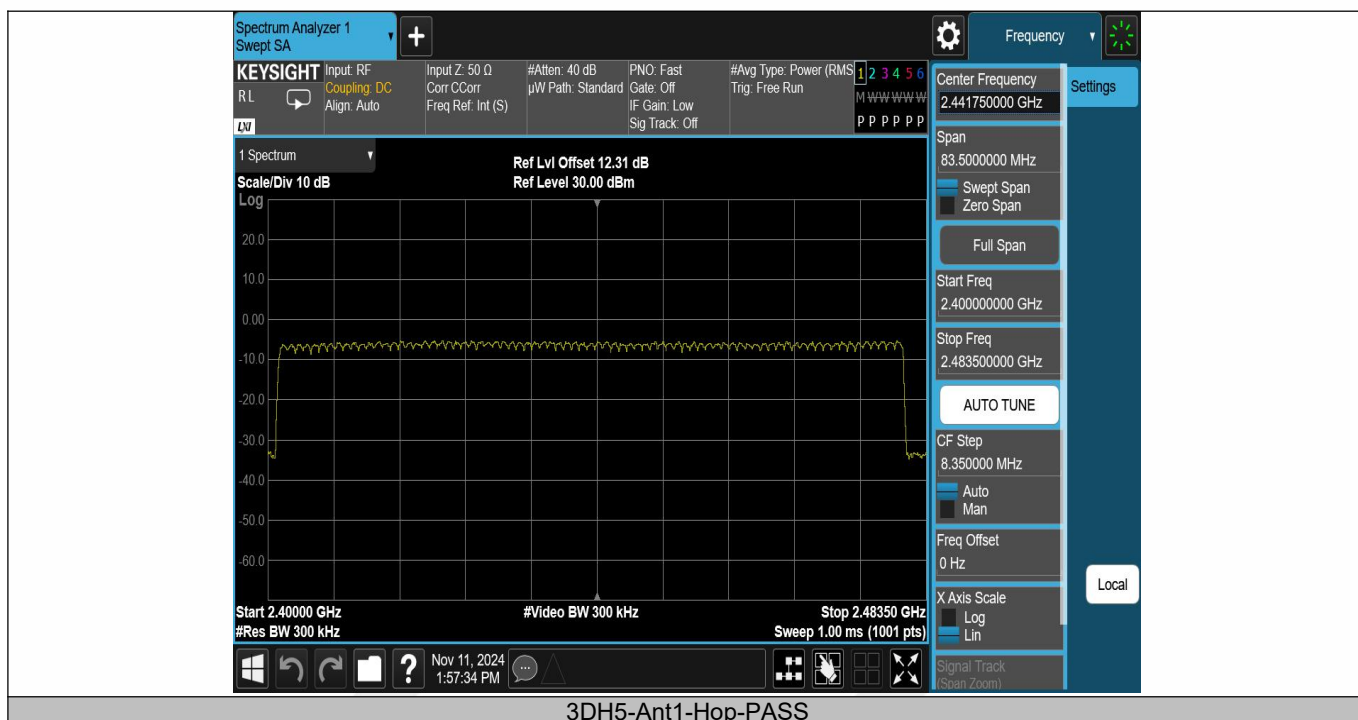 Spectrum Analyzer 1
Swept SA
+
Frequency
KEYSIGHT
R L
LXI
Input: RF
Coupling: DC
Align: Auto
Input Z: 50 Ω
Corr CCorr
Freq Ref: Int (S)
#Atten: 40 dB
µW Path: Standard
PNO: Fast
Gate: Off
IF Gain: Low
Sig Track: Off
#Avg Type: Power (RMS
Trig: Free Run
1 2 3 4 5 6
M W W W W W
P P P P P P
1 Spectrum
Scale/Div 10 dB
Log
Ref Lvl Offset 12.31 dB
Ref Level 30.00 dBm
20.0
10.0
0.00
-10.0
-20.0
-30.0
-40.0
-50.0
-60.0
Start 2.40000 GHz
#Res BW 300 kHz
#Video BW 300 kHz
Stop 2.48350 GHz
Sweep 1.00 ms (1001 pts)
Center Frequency
2.441750000 GHz
Settings
Span
83.5000000 MHz
Swept Span
Zero Span
Full Span
Start Freq
2.400000000 GHz
Stop Freq
2.483500000 GHz
AUTO TUNE
CF Step
8.350000 MHz
Auto
Man
Freq Offset
0 Hz
X Axis Scale
Log
Lin
Signal Track
(Span Zoom)
Local
?
Nov 11, 2024
1:57:34 PM
3DH5-Ant1-Hop-PASS